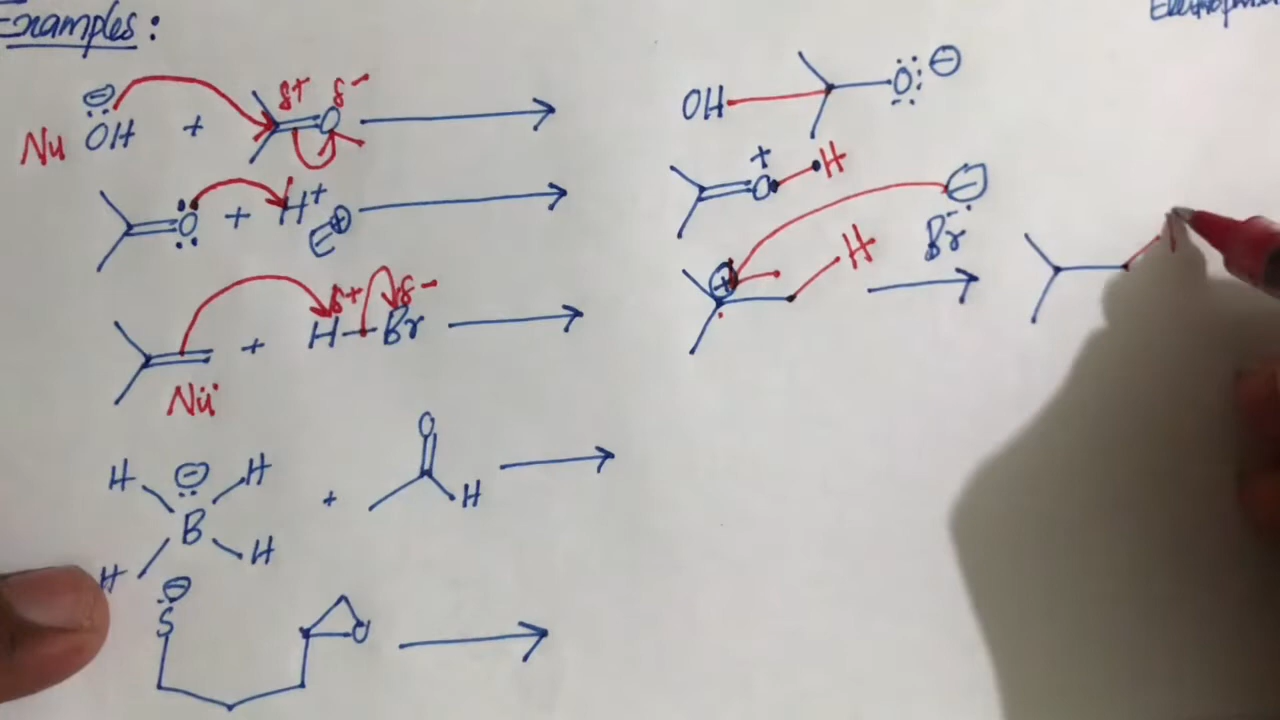 Examples:
⊖
OH + δ+ δ- O
Nu
OH O ⊖
O + H+
E⊕
+
O H
H
⊖
Br-
⊕
+ δ+ δ-
H Br
Nu
H ⊖ H
B
H H
+ O
H
⊖
S
O